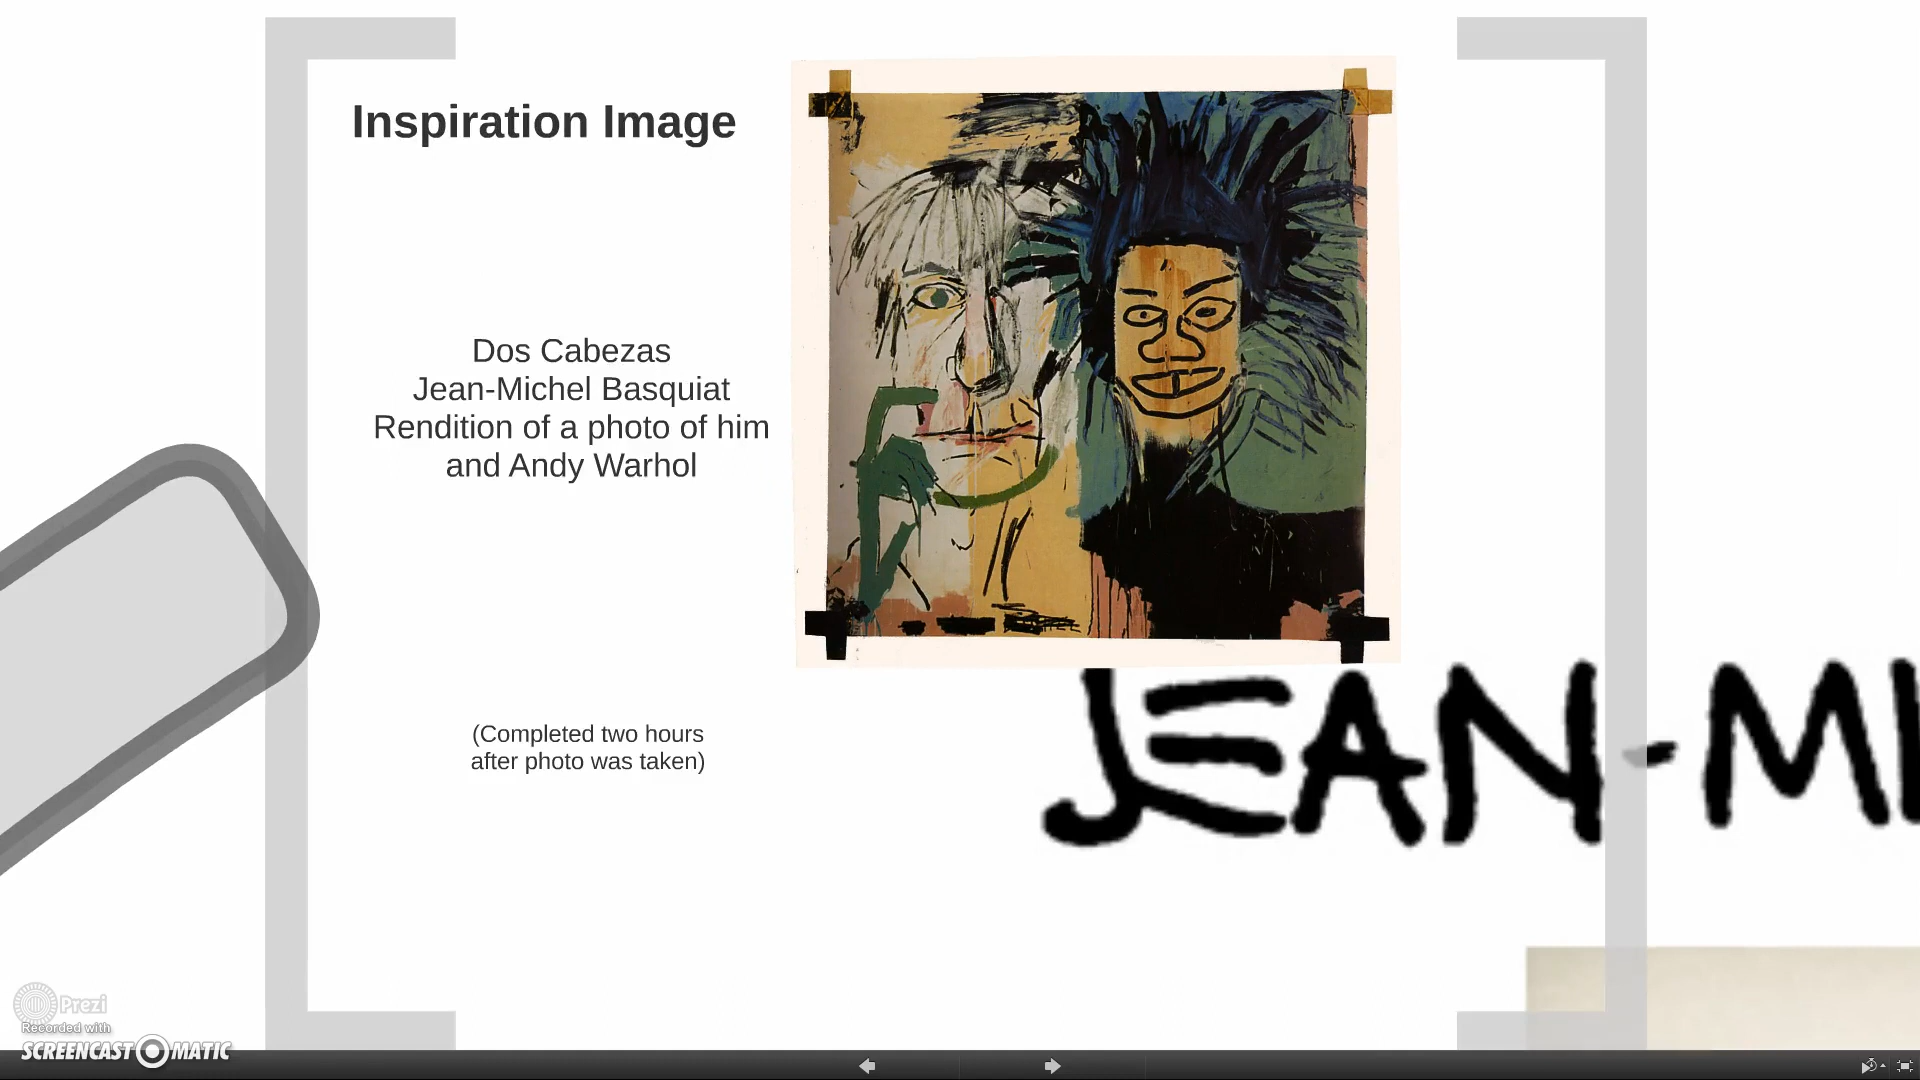 Inspiration Image
Dos Cabezas
Jean-Michel Basquiat
Rendition of a photo of him
and Andy Warhol
(Completed two hours
after photo was taken)
JEAN-MI
Prezi
Recorded with
SCREENCAST O MATIC